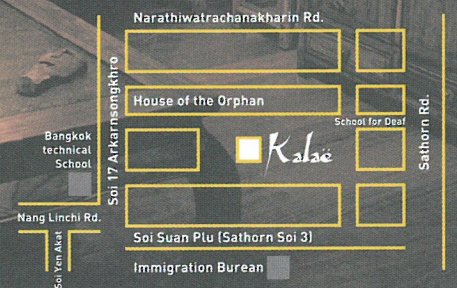 Narathiwatrachanakharin Rd.
Soi 17 Arkarnsongkhro
House of the Orphan
School for Deaf
Sathorn Rd.
Bangkok
technical
School
Kalaë
Nang Linchi Rd.
Soi Yen Akat
Soi Suan Plu (Sathorn Soi 3)
Immigration Burean